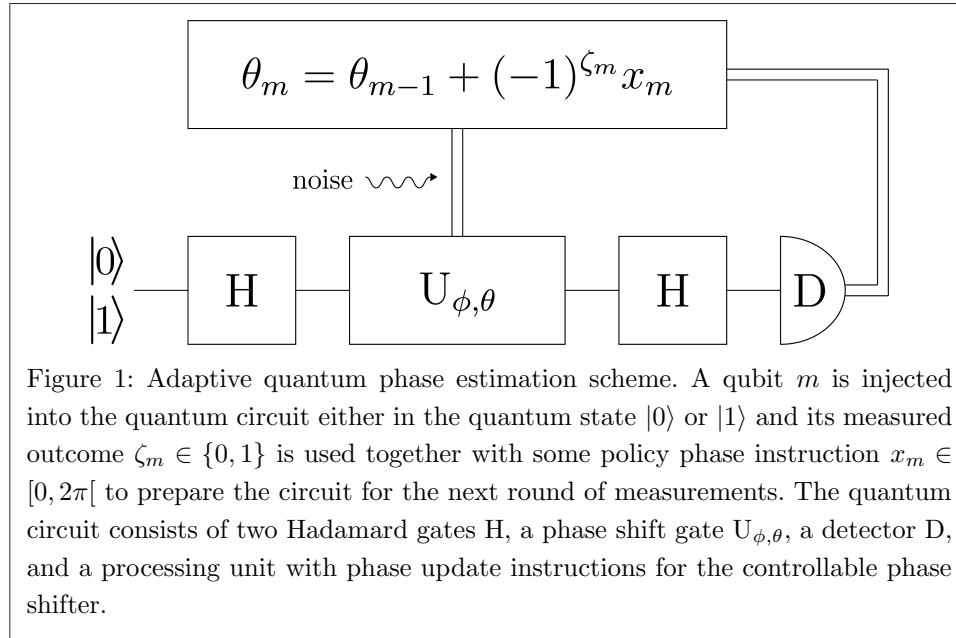 θ_m = θ_{m−1} + (−1)^{ζ_m} x_m
noise
|0⟩
|1⟩
H
U_{ϕ,θ}
H
D
Figure 1: Adaptive quantum phase estimation scheme. A qubit m is injected
into the quantum circuit either in the quantum state |0⟩ or |1⟩ and its measured
outcome ζ_m ∈ {0, 1} is used together with some policy phase instruction x_m ∈
[0, 2π[ to prepare the circuit for the next round of measurements. The quantum
circuit consists of two Hadamard gates H, a phase shift gate U_{ϕ,θ}, a detector D,
and a processing unit with phase update instructions for the controllable phase
shifter.